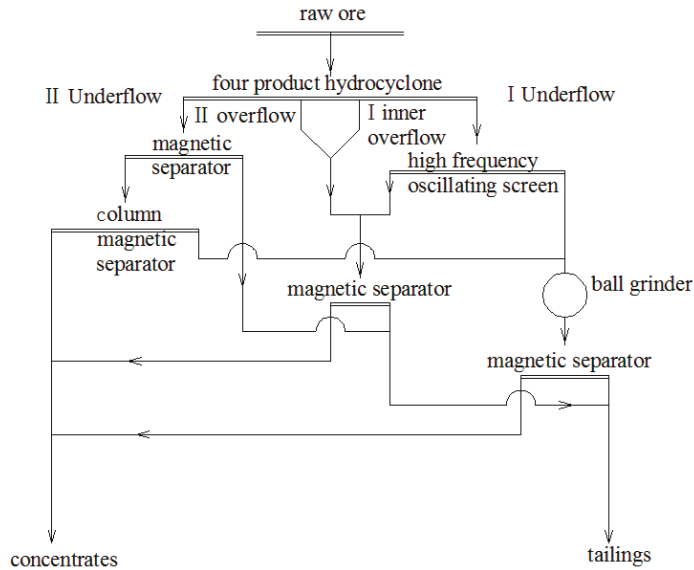 raw ore
four product hydrocyclone
II Underflow
II overflow
I inner
overflow
I Underflow
magnetic
separator
high frequency
oscillating screen
column
magnetic
separator
magnetic separator
ball grinder
magnetic separator
concentrates
tailings